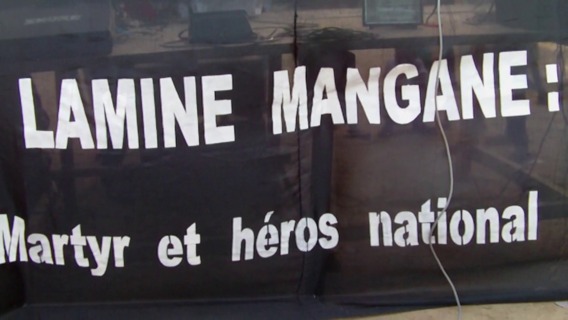 LAMINE MANGANE:
Martyr et héros national